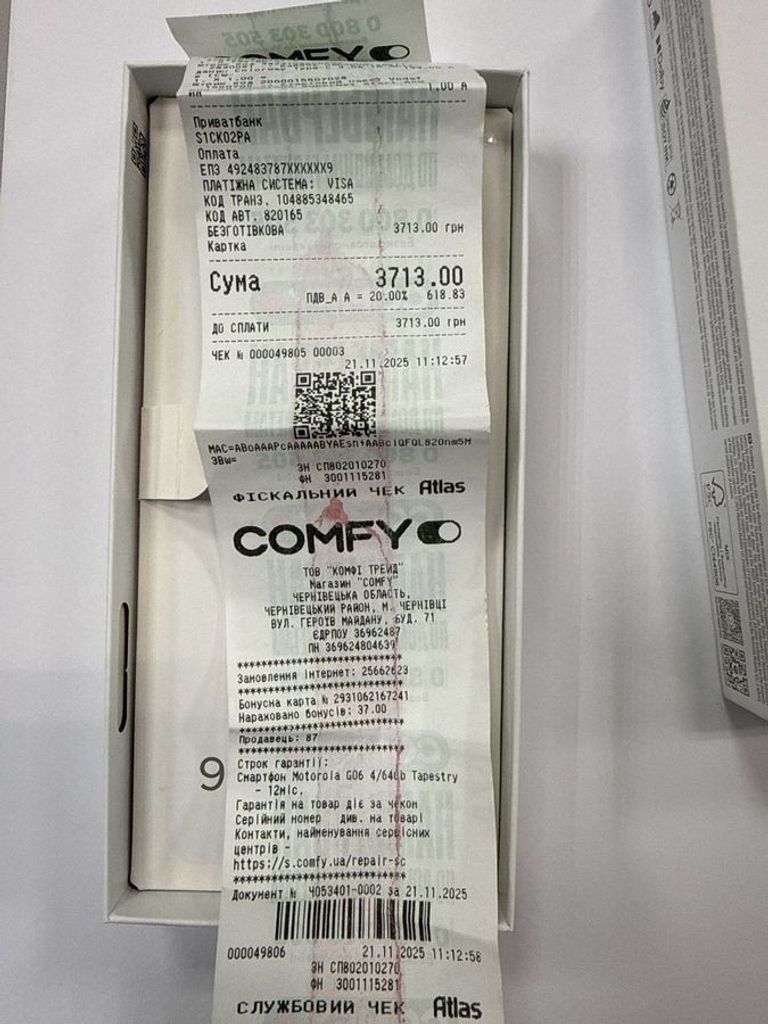 0 800 303 505
COMFY
1.00 А
Приватбанк
S1CK02PA
Оплата
ЕПЗ 492483787XXXXXX9
ПЛАТІЖНА СИСТЕМА: VISA
КОД ТРАНЗ. 104885348465
КОД АВТ. 820165
БЕЗГОТІВКОВА 3713.00 грн
Картка
Сума 3713.00
ПДВ_А А = 20.00% 618.83
ДО СПЛАТИ 3713.00 грн
ЧЕК № 000049805 00003
21.11.2025 11:12:57
3Bw=
ЗН СП802010270
ФН 3001115281
ФІСКАЛЬНИЙ ЧЕК Atlas
COMFY
ТОВ "КОМФІ ТРЕЙД"
Магазин "COMFY"
ЧЕРНІВЕЦЬКА ОБЛАСТЬ,
ЧЕРНІВЕЦЬКИЙ РАЙОН, М. ЧЕРНІВЦІ
ВУЛ. ГЕРОЇВ МАЙДАНУ, БУД. 71
ЄДРПОУ 36962487
ПН 369624804639
*****************************
Замовлення Інтернет: 25662623
*****************************
Бонусна карта № 2931062167241
Нараховано бонусів: 37.00
*****************************
Продавець: 87
*****************************
Строк гарантії:
Смартфон Motorola G06 4/64Gb Tapestry
- 12міс.
Гарантія на товар діє за чеком
Серійний номер див. на товарі
Контакти, найменування сервісних
центрів -
https://s.comfy.ua/repair-sc
*****************************
Документ № Ч053401-0002 за 21.11.2025
000049806 21.11.2025 11:12:58
ЗН СП802010270
ФН 3001115281
СЛУЖБОВИЙ ЧЕК Atlas
9